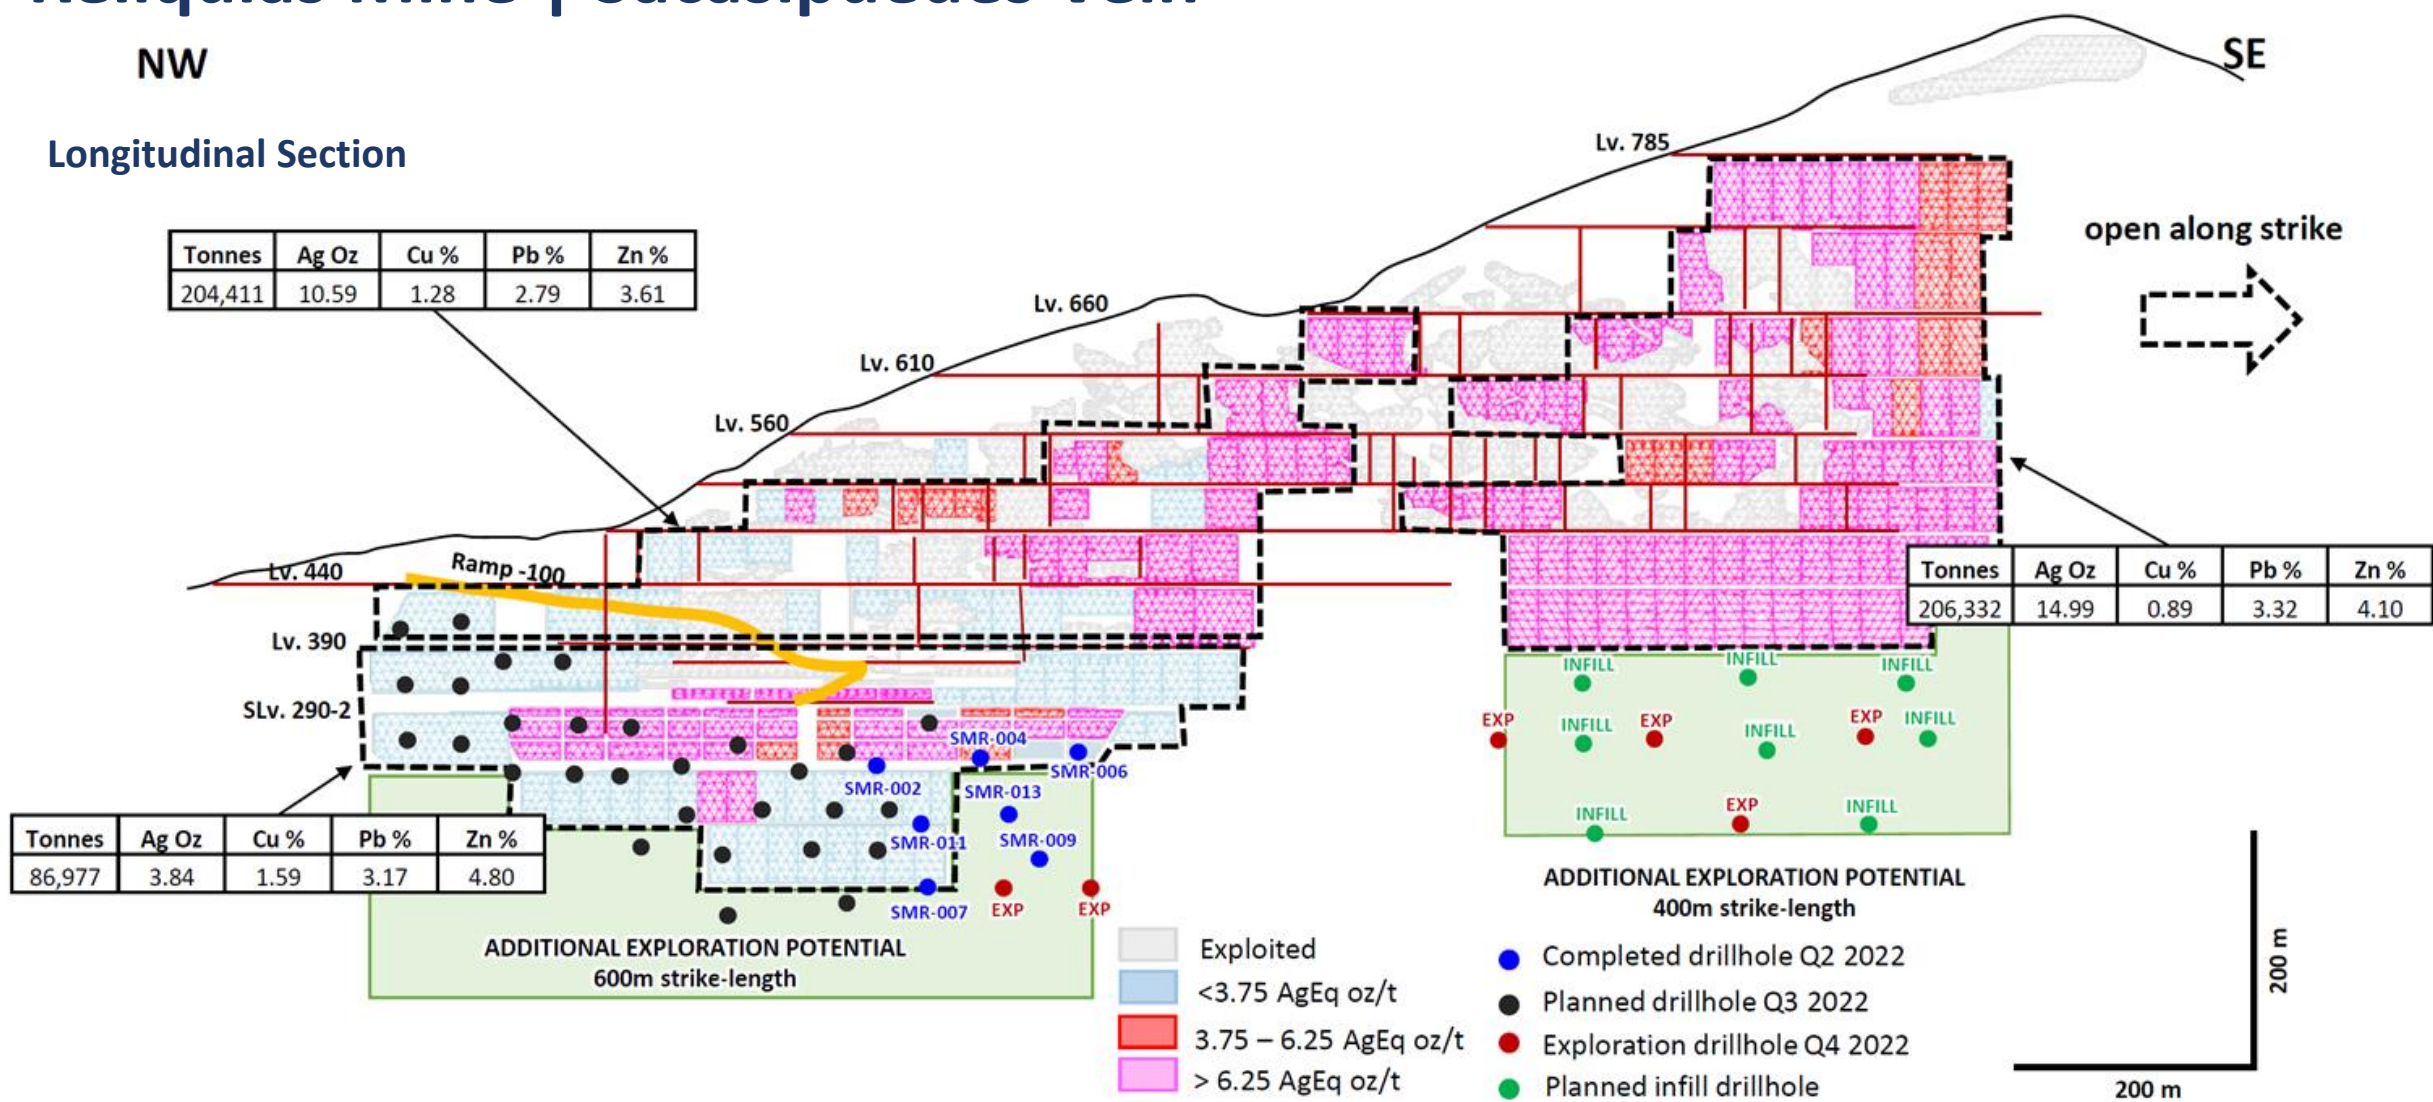 NW
SE
Longitudinal Section
Lv. 785
open along strike
Tonnes Ag Oz Cu % Pb % Zn %
204,411 10.59 1.28 2.79 3.61
Lv. 660
Lv. 610
Lv. 560
Ramp -100
Lv. 440
Tonnes Ag Oz Cu % Pb % Zn %
206,332 14.99 0.89 3.32 4.10
Lv. 390
INFILL INFILL INFILL
SLv. 290-2
EXP INFILL EXP INFILL EXP INFILL
SMR-004
SMR-006
SMR-002 SMR-013
INFILL EXP INFILL
SMR-011 SMR-009
Tonnes Ag Oz Cu % Pb % Zn %
86,977 3.84 1.59 3.17 4.80
SMR-007 EXP EXP
ADDITIONAL EXPLORATION POTENTIAL
400m strike-length
ADDITIONAL EXPLORATION POTENTIAL
600m strike-length
Exploited
<3.75 AgEq oz/t
3.75 – 6.25 AgEq oz/t
> 6.25 AgEq oz/t
Completed drillhole Q2 2022
Planned drillhole Q3 2022
Exploration drillhole Q4 2022
Planned infill drillhole
200 m
200 m